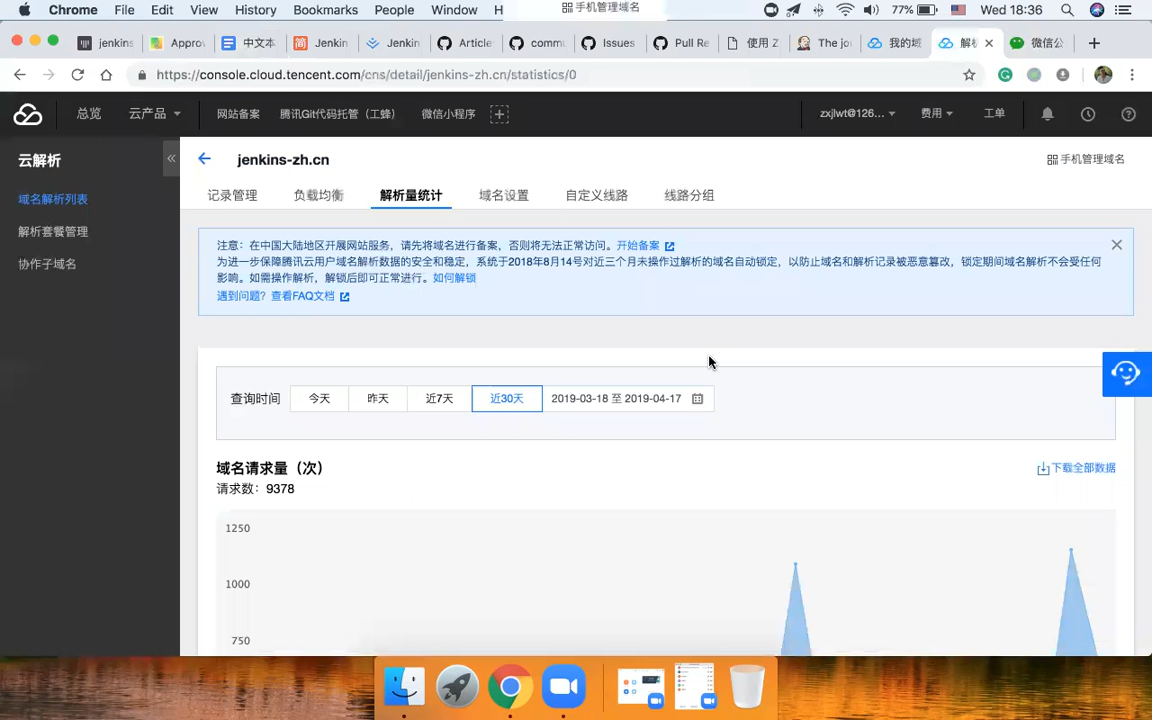 Chrome File Edit View History Bookmarks People Window H 手机管理域名 77% Wed 18:36
jenkins Appro 中文本 Jenkin Jenkin Article commu Issues Pull Re 使用 Z The jo 我的域 解析 微信公
https://console.cloud.tencent.com/cns/detail/jenkins-zh.cn/statistics/0
总览 云产品 网站备案 腾讯Git代码托管（工蜂） 微信小程序 zxjlwt@126... 费用 工单
云解析 jenkins-zh.cn 手机管理域名
域名解析列表
解析套餐管理
协作子域名
记录管理 负载均衡 解析量统计 域名设置 自定义线路 线路分组
注意：在中国大陆地区开展网站服务，请先将域名进行备案，否则将无法正常访问。开始备案
为进一步保障腾讯云用户域名解析数据的安全和稳定，系统于2018年8月14号对近三个月未操作过解析的域名自动锁定，以防止域名和解析记录被恶意篡改，锁定期间域名解析不会受任何
影响。如需操作解析，解锁后即可正常进行。如何解锁
遇到问题？查看FAQ文档
查询时间 今天 昨天 近7天 近30天 2019-03-18 至 2019-04-17
域名请求量（次） 下载全部数据
请求数：9378
1250
1000
750